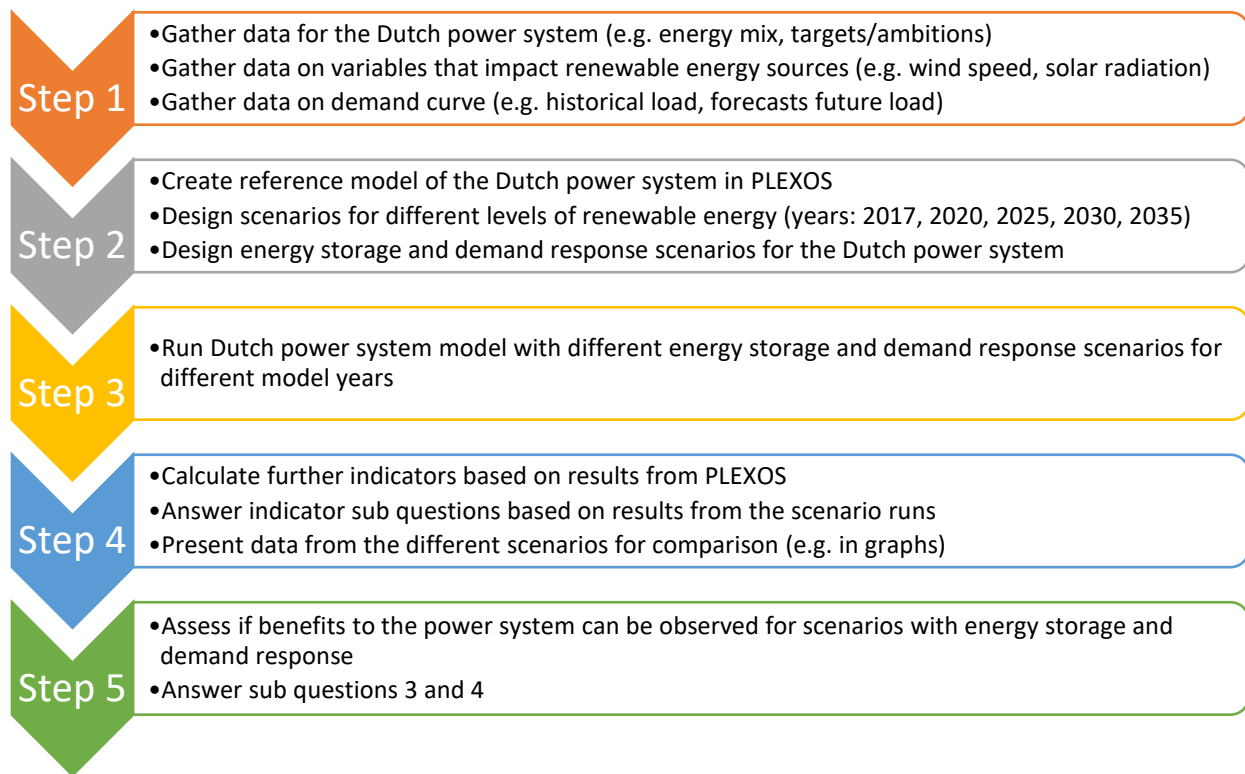 Step 1
•Gather data for the Dutch power system (e.g. energy mix, targets/ambitions)
•Gather data on variables that impact renewable energy sources (e.g. wind speed, solar radiation)
•Gather data on demand curve (e.g. historical load, forecasts future load)
Step 2
•Create reference model of the Dutch power system in PLEXOS
•Design scenarios for different levels of renewable energy (years: 2017, 2020, 2025, 2030, 2035)
•Design energy storage and demand response scenarios for the Dutch power system
Step 3
•Run Dutch power system model with different energy storage and demand response scenarios for
different model years
Step 4
•Calculate further indicators based on results from PLEXOS
•Answer indicator sub questions based on results from the scenario runs
•Present data from the different scenarios for comparison (e.g. in graphs)
Step 5
•Assess if benefits to the power system can be observed for scenarios with energy storage and
demand response
•Answer sub questions 3 and 4